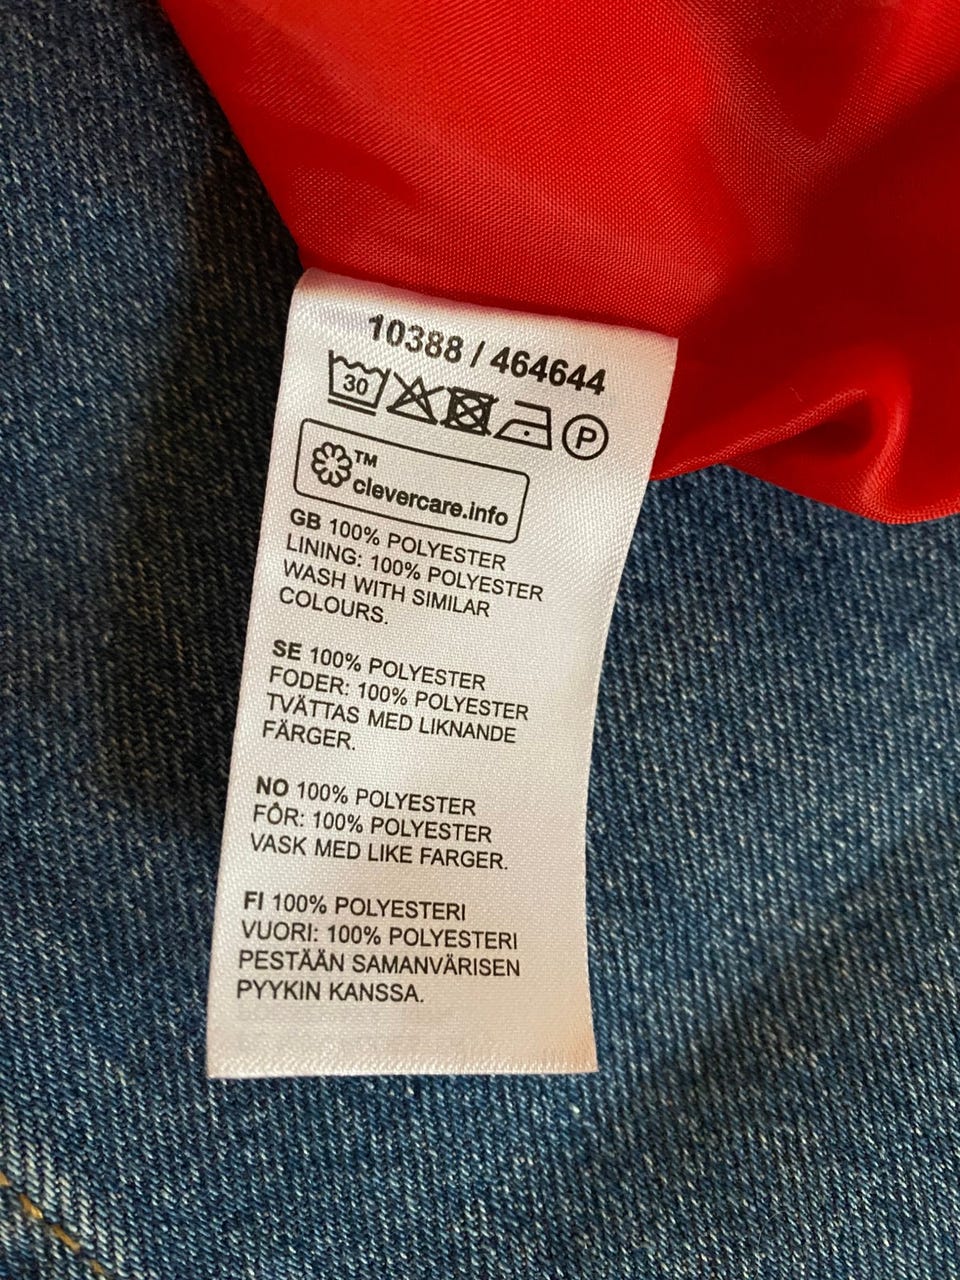 10388 / 464644
30 P
TM
clevercare.info
GB 100% POLYESTER
LINING: 100% POLYESTER
WASH WITH SIMILAR
COLOURS.
SE 100% POLYESTER
FODER: 100% POLYESTER
TVÄTTAS MED LIKNANDE
FÄRGER.
NO 100% POLYESTER
FÔR: 100% POLYESTER
VASK MED LIKE FARGER.
FI 100% POLYESTERI
VUORI: 100% POLYESTERI
PESTÄÄN SAMANVÄRISEN
PYYKIN KANSSA.